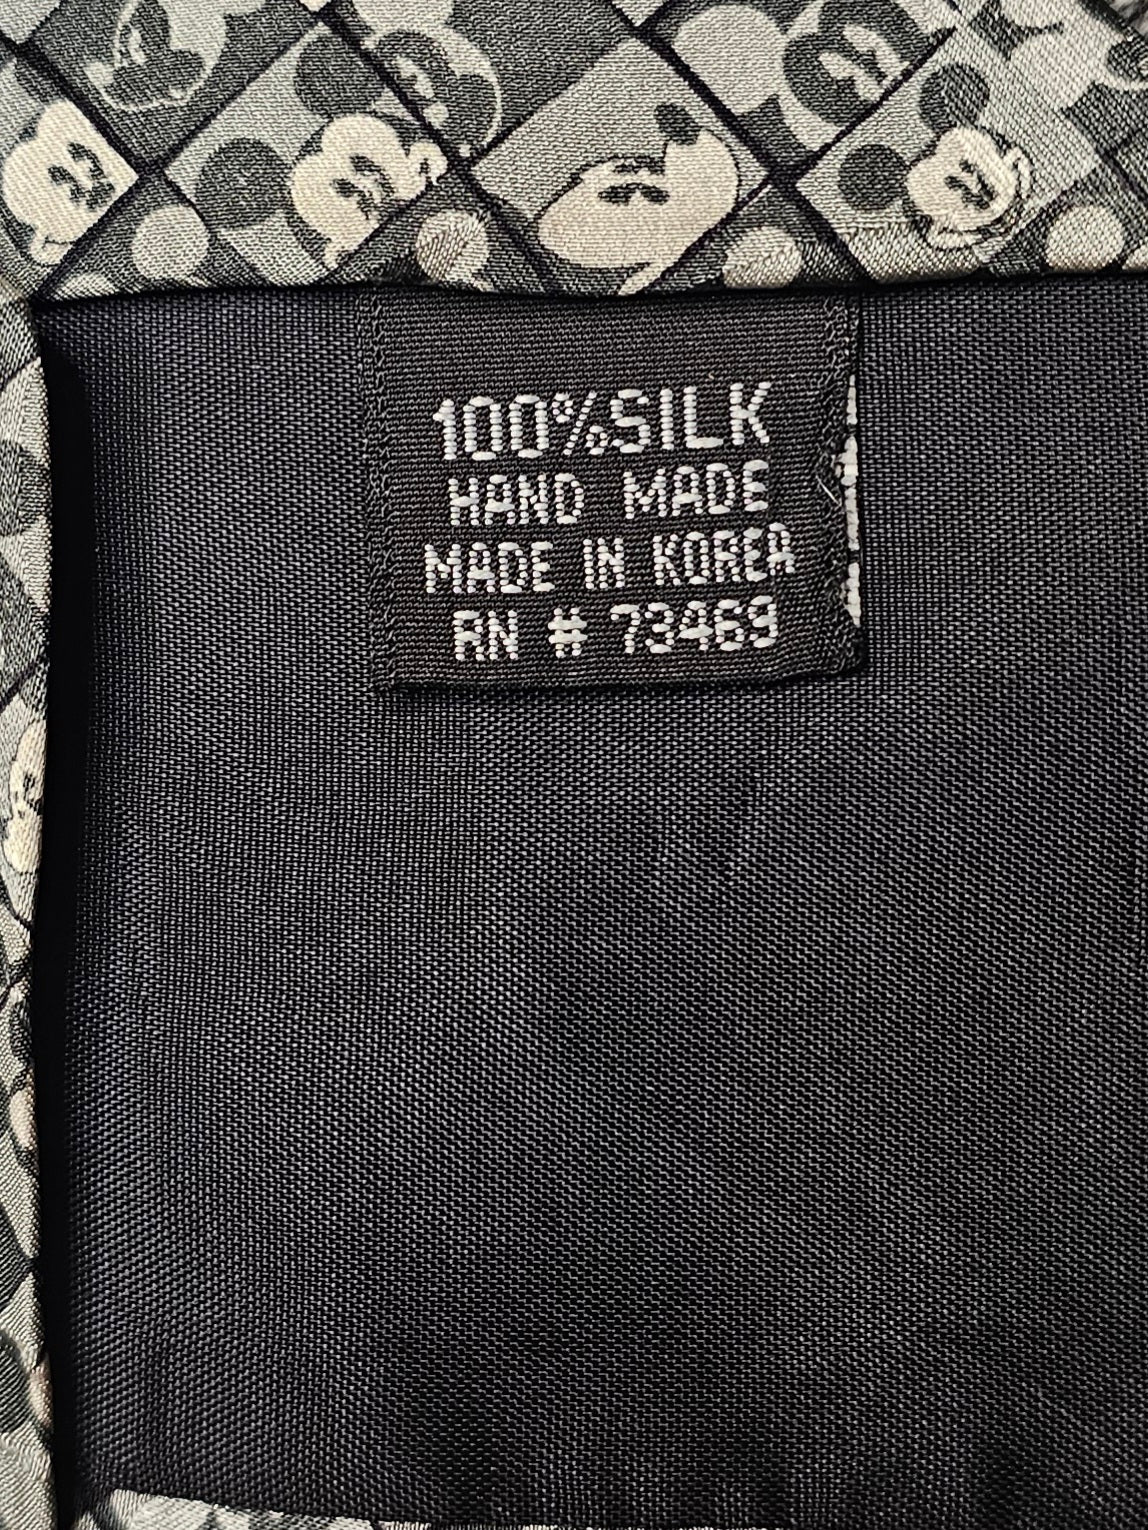 100%SILK
HAND MADE
MADE IN KOREA
RN # 73469